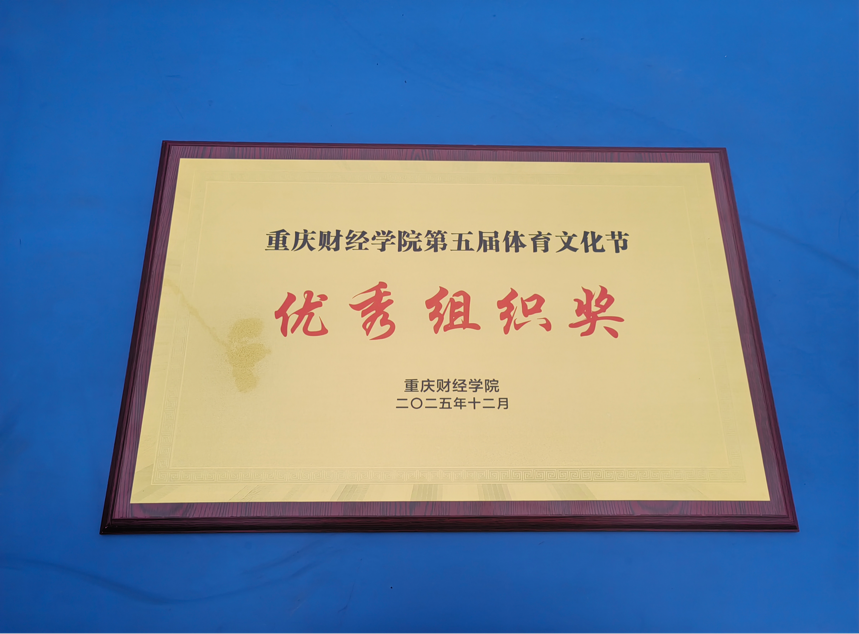 重庆财经学院第五届体育文化节
优秀组织奖
重庆财经学院
二〇二五年十二月